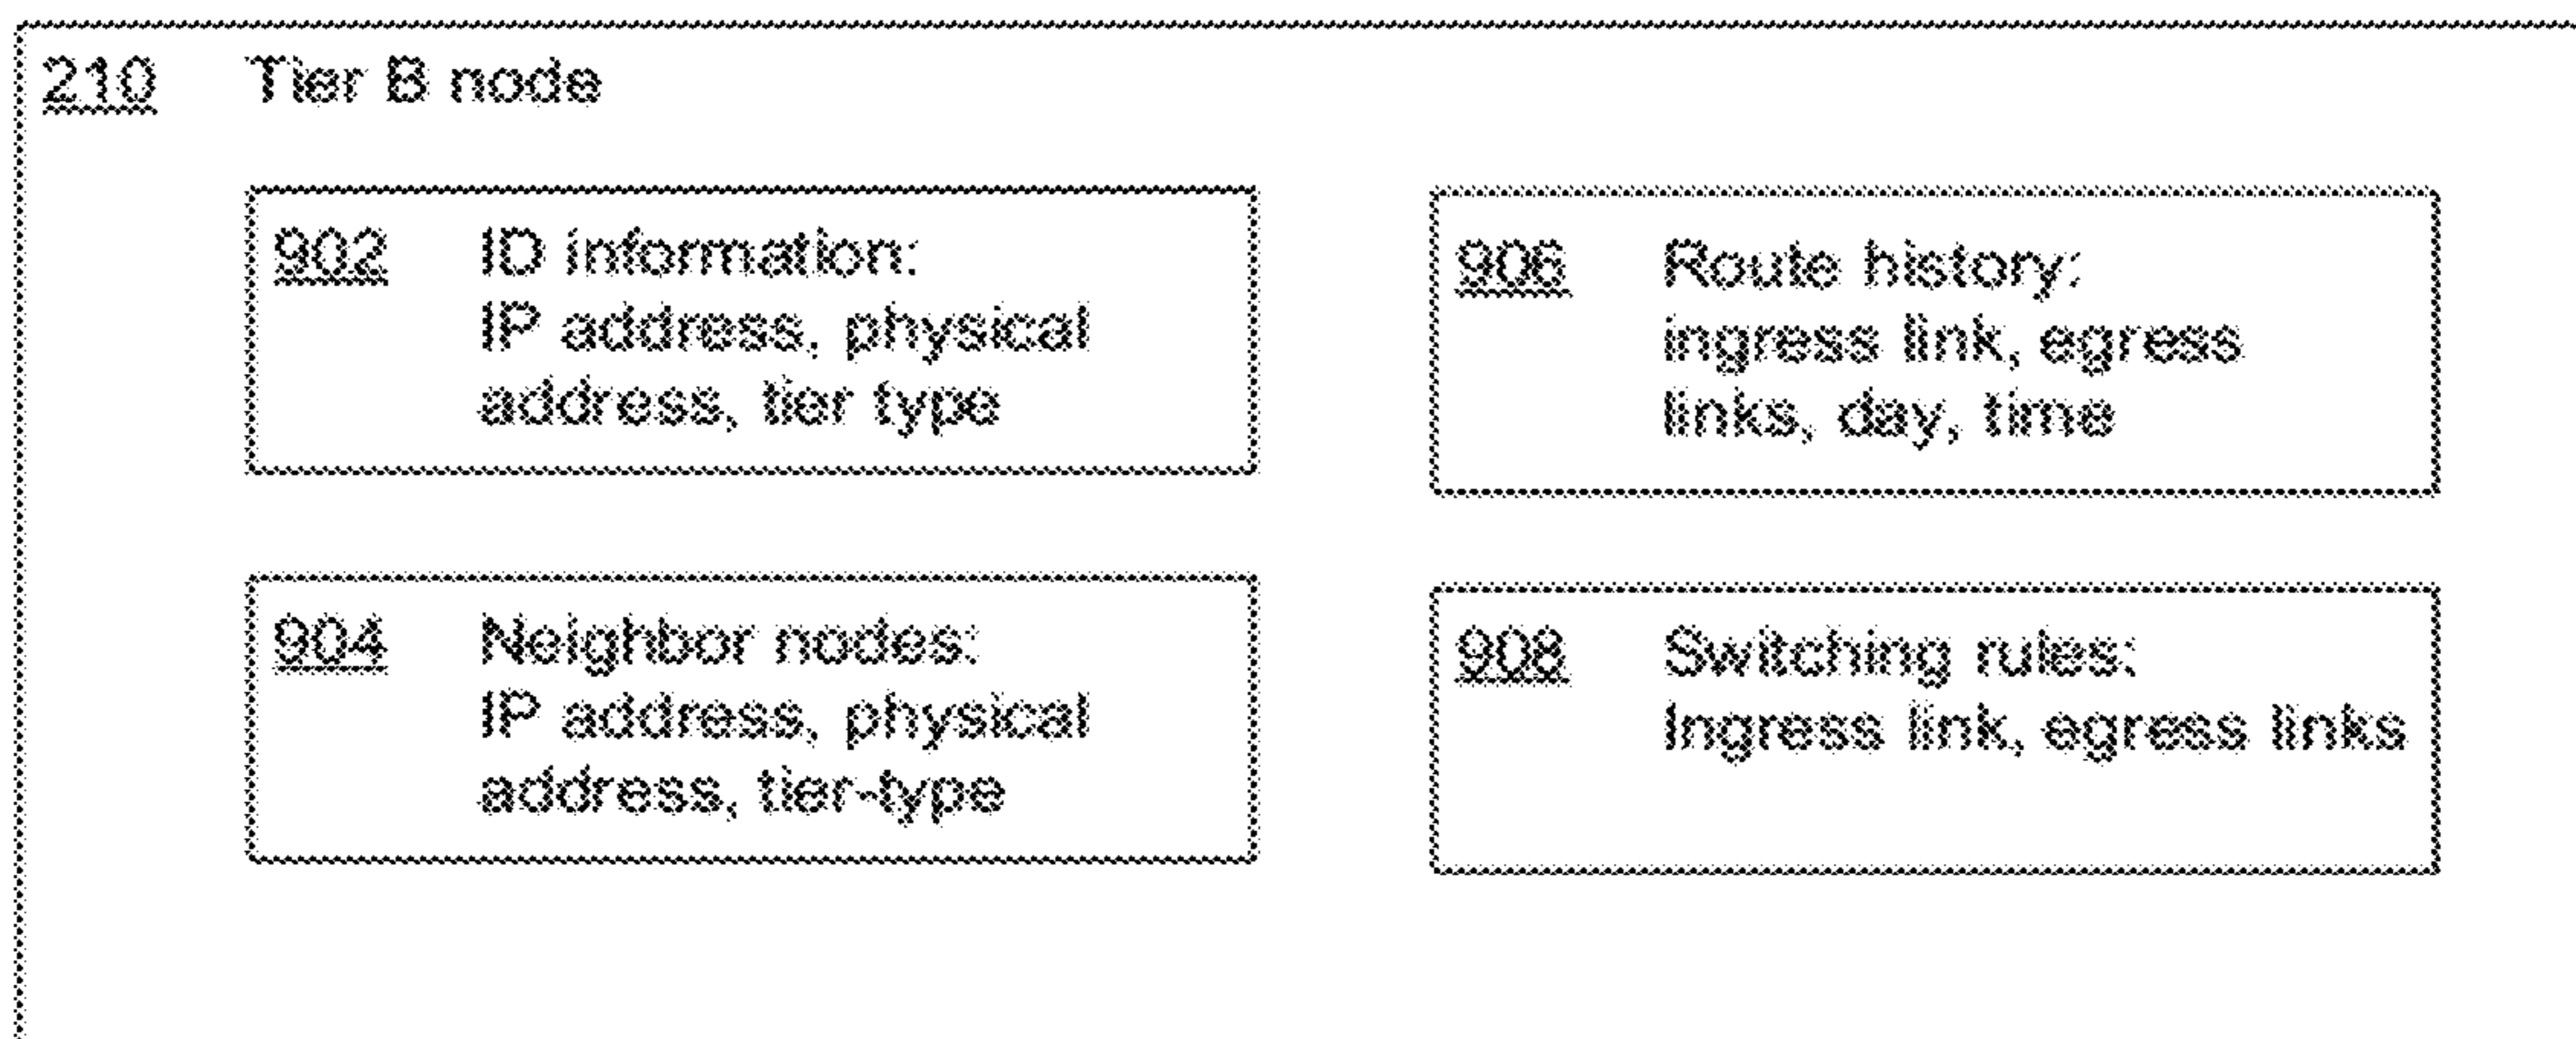 210 Tier B node
902 ID information:
IP address, physical
address, tier type
906 Route history:
ingress link, egress
links, day, time
904 Neighbor nodes:
IP address, physical
address, tier-type
908 Switching rules:
Ingress link, egress links